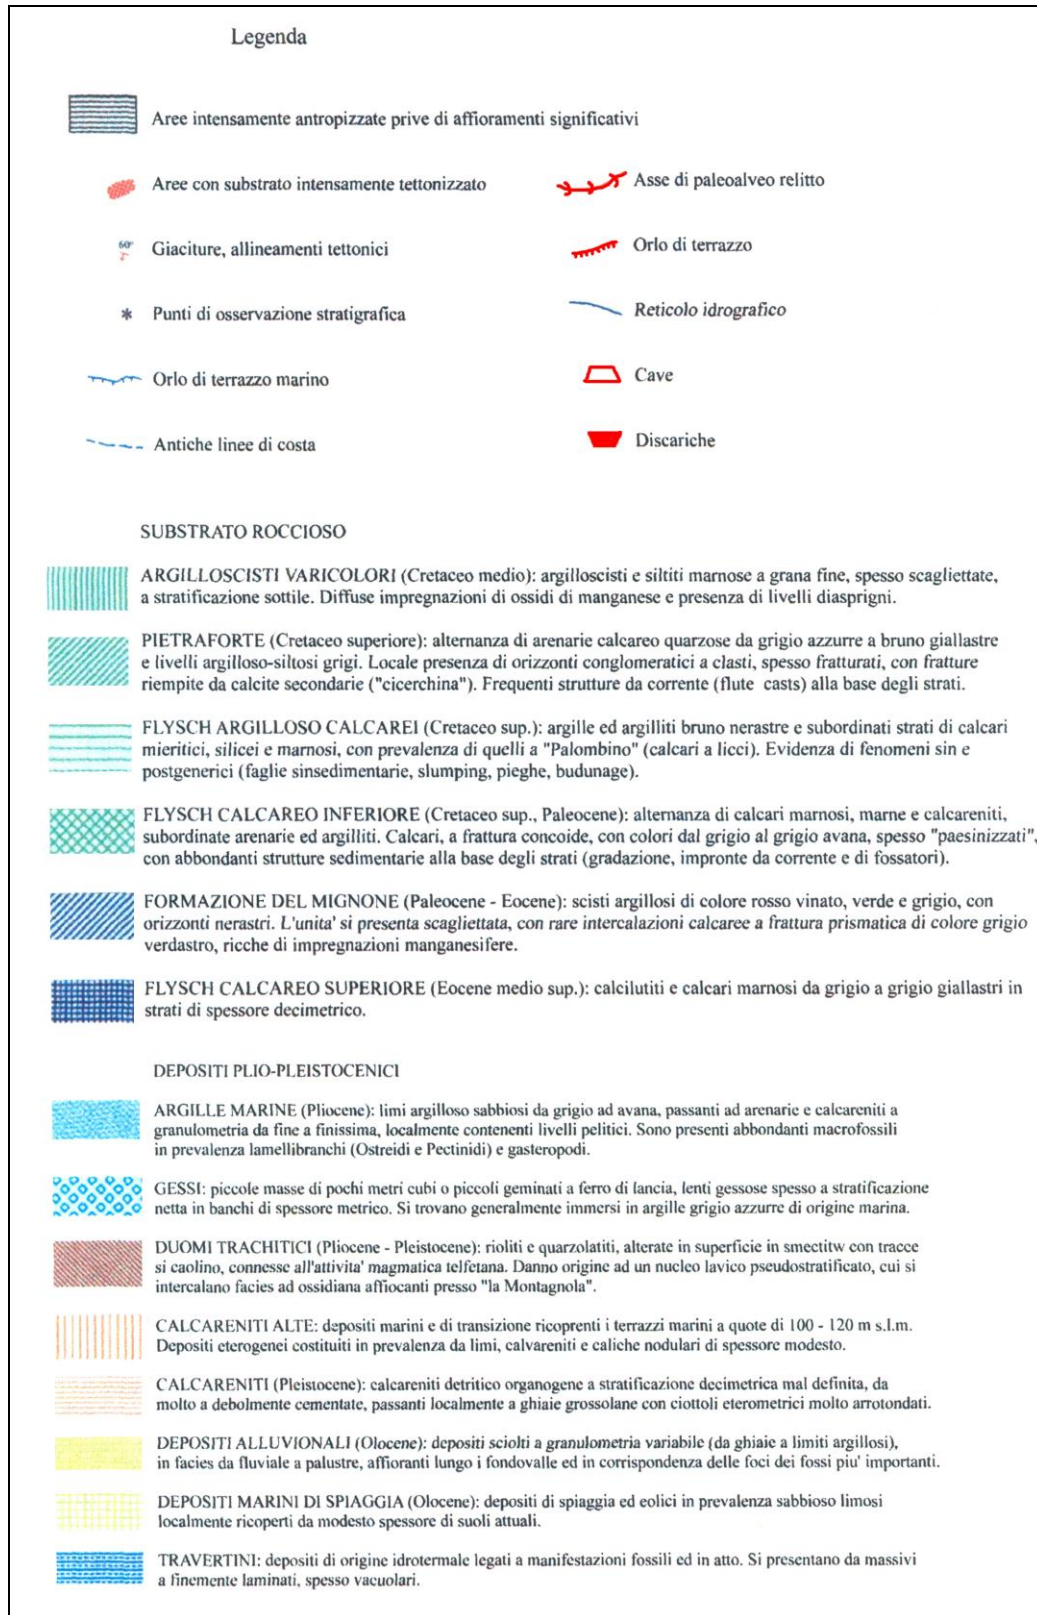 Legenda
Aree intensamente antropizzate prive di affioramenti significativi
Aree con substrato intensamente tettonizzato
Asse di paleoalveo relitto
60°
Giaciture, allineamenti tettonici
Orlo di terrazzo
Punti di osservazione stratigrafica
Reticolo idrografico
Orlo di terrazzo marino
Cave
Antiche linee di costa
Discariche
SUBSTRATO ROCCIOSO
ARGILLOSCISTI VARICOLORI (Cretaceo medio): argilloscisti e siltiti marnose a grana fine, spesso scagliettate,
a stratificazione sottile. Diffuse impregnazioni di ossidi di manganese e presenza di livelli diasprigni.
PIETRAFORTE (Cretaceo superiore): alternanza di arenarie calcareo quarzose da grigio azzurre a bruno giallastre
e livelli argilloso-siltosi grigi. Locale presenza di orizzonti conglomeratici a clasti, spesso fratturati, con fratture
riempite da calcite secondarie ("cicerchina"). Frequenti strutture da corrente (flute casts) alla base degli strati.
FLYSCH ARGILLOSO CALCAREI (Cretaceo sup.): argille ed argilliti bruno nerastre e subordinati strati di calcari
mieritici, silicei e marnosi, con prevalenza di quelli a "Palombino" (calcari a licci). Evidenza di fenomeni sin e
postgenerici (faglie sinsedimentarie, slumping, pieghe, budunage).
FLYSCH CALCAREO INFERIORE (Cretaceo sup., Paleocene): alternanza di calcari marnosi, marne e calcareniti,
subordinate arenarie ed argilliti. Calcari, a frattura concoide, con colori dal grigio al grigio avana, spesso "paesinizzati",
con abbondanti strutture sedimentarie alla base degli strati (gradazione, impronte da corrente e di fossatori).
FORMAZIONE DEL MIGNONE (Paleocene - Eocene): scisti argillosi di colore rosso vinato, verde e grigio, con
orizzonti nerastri. L'unita' si presenta scagliettata, con rare intercalazioni calcaree a frattura prismatica di colore grigio
verdastro, ricche di impregnazioni manganesifere.
FLYSCH CALCAREO SUPERIORE (Eocene medio sup.): calcilutiti e calcari marnosi da grigio a grigio giallastri in
strati di spessore decimetrico.
DEPOSITI PLIO-PLEISTOCENICI
ARGILLE MARINE (Pliocene): limi argilloso sabbiosi da grigio ad avana, passanti ad arenarie e calcareniti a
granulometria da fine a finissima, localmente contenenti livelli pelitici. Sono presenti abbondanti macrofossili
in prevalenza lamellibranchi (Ostreidi e Pectinidi) e gasteropodi.
GESSI: piccole masse di pochi metri cubi o piccoli geminati a ferro di lancia, lenti gessose spesso a stratificazione
netta in banchi di spessore metrico. Si trovano generalmente immersi in argille grigio azzurre di origine marina.
DUOMI TRACHITICI (Pliocene - Pleistocene): rioliti e quarzolatiti, alterate in superficie in smectitw con tracce
si caolino, connesse all'attivita' magmatica telfetana. Danno origine ad un nucleo lavico pseudostratificato, cui si
intercalano facies ad ossidiana affiocanti presso "la Montagnola".
CALCARENITI ALTE: depositi marini e di transizione ricoprenti i terrazzi marini a quote di 100 - 120 m s.l.m.
Depositi eterogenei costituiti in prevalenza da limi, calvareniti e caliche nodulari di spessore modesto.
CALCARENITI (Pleistocene): calcareniti detritico organogene a stratificazione decimetrica mal definita, da
molto a debolmente cementate, passanti localmente a ghiaie grossolane con ciottoli eterometrici molto arrotondati.
DEPOSITI ALLUVIONALI (Olocene): depositi sciolti a granulometria variabile (da ghiaie a limiti argillosi),
in facies da fluviale a palustre, affioranti lungo i fondovalle ed in corrispondenza delle foci dei fossi piu' importanti.
DEPOSITI MARINI DI SPIAGGIA (Olocene): depositi di spiaggia ed eolici in prevalenza sabbioso limosi
localmente ricoperti da modesto spessore di suoli attuali.
TRAVERTINI: depositi di origine idrotermale legati a manifestazioni fossili ed in atto. Si presentano da massivi
a finemente laminati, spesso vacuolari.